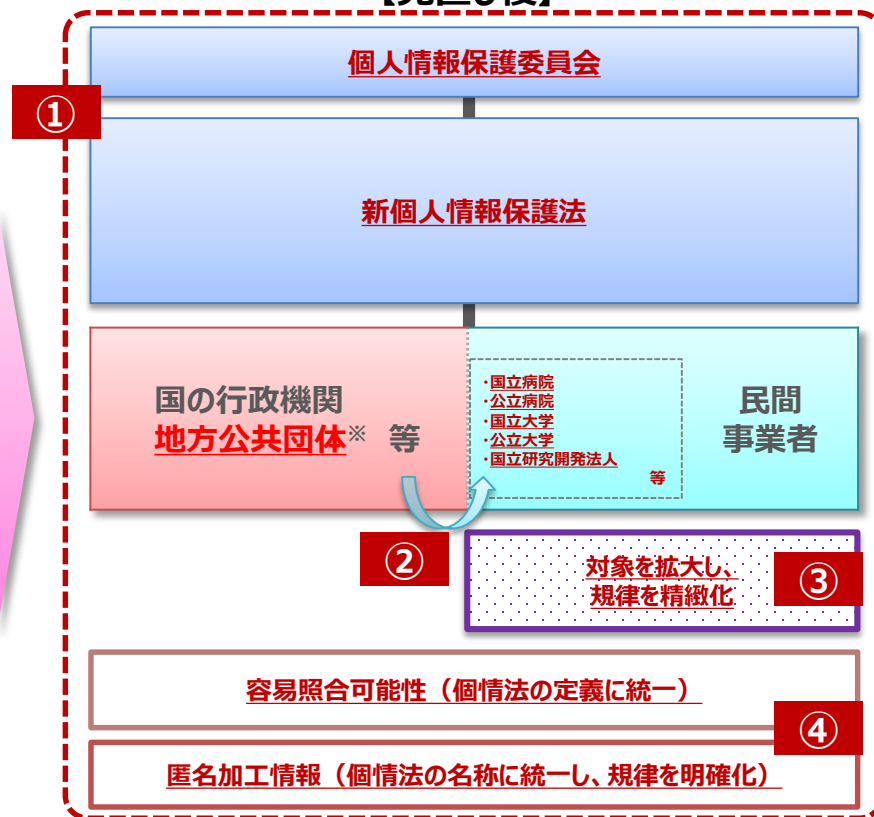 【見直し後】
個人情報保護委員会
①
新個人情報保護法
国の行政機関
地方公共団体※ 等
・国立病院
・公立病院
・国立大学
・公立大学
・国立研究開発法人
等
民間
事業者
②
対象を拡大し、
規律を精緻化
③
容易照合可能性（個情法の定義に統一）
④
匿名加工情報（個情法の名称に統一し、規律を明確化）